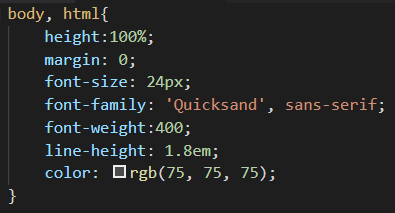 body, html{
    height:100%;
    margin: 0;
    font-size: 24px;
    font-family: 'Quicksand', sans-serif;
    font-weight:400;
    line-height: 1.8em;
    color: rgb(75, 75, 75);
}